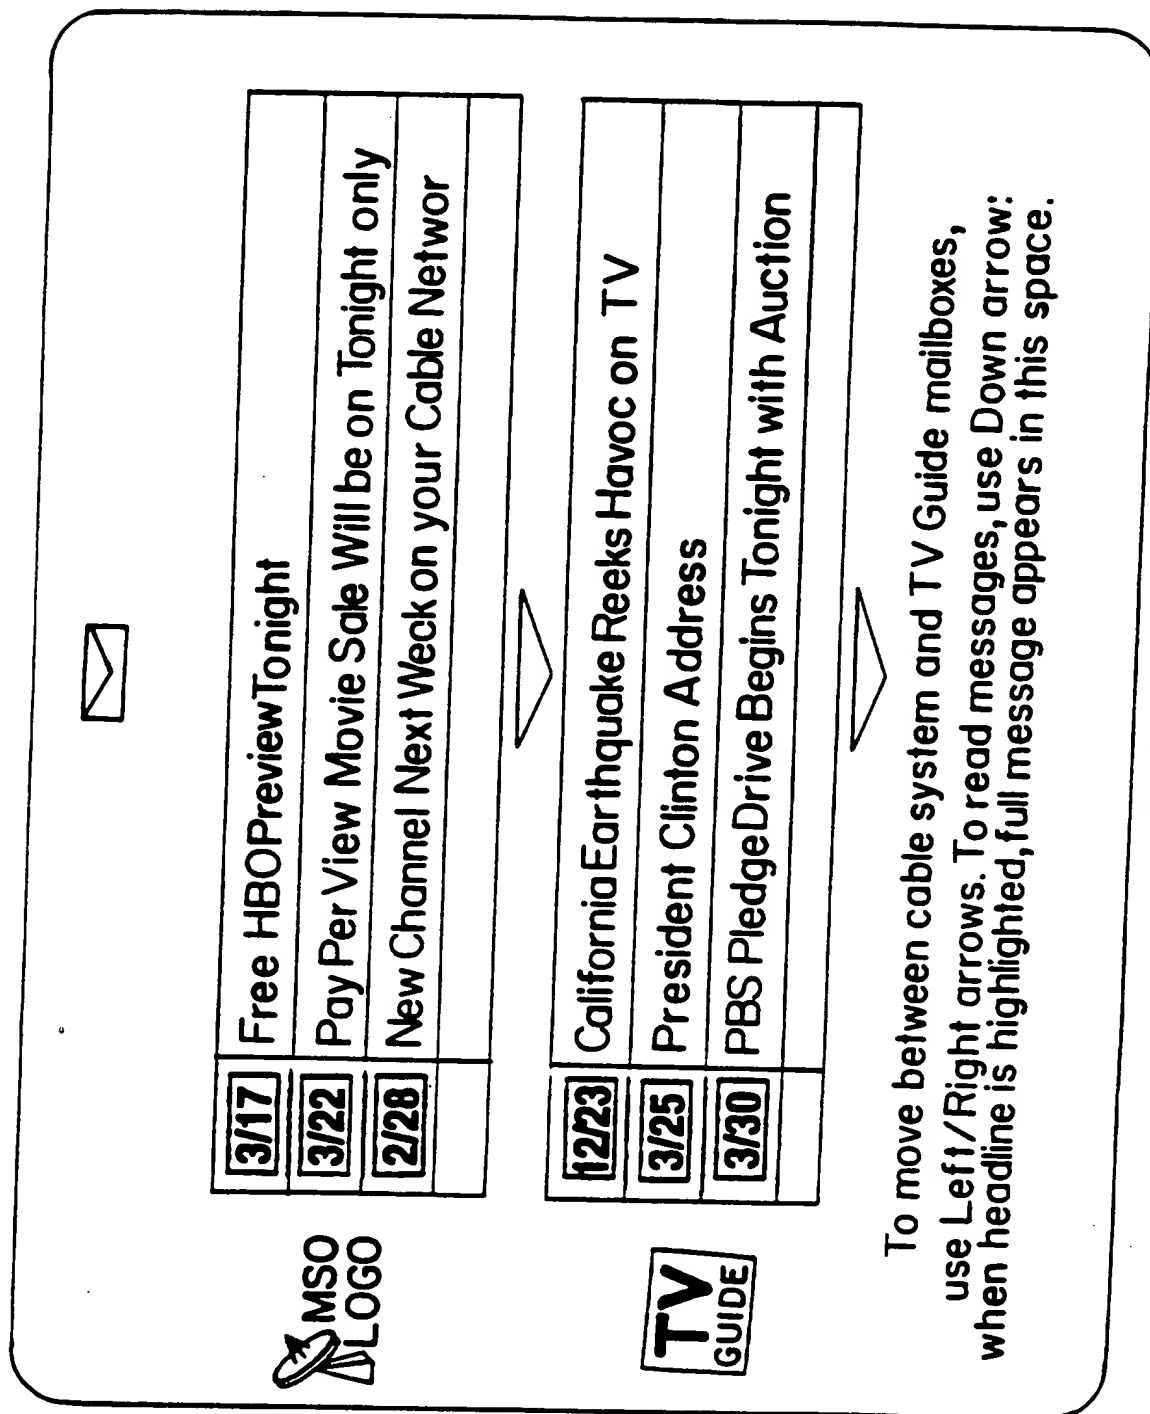 MSO
LOGO
3/17 Free HBOPreviewTonight
3/22 Pay Per View Movie Sale Will be on Tonight only
2/28 New Channel Next Weck on your Cable Networ
TV
GUIDE
12/23 California Earthquake Reeks Havoc on TV
3/25 President Clinton Address
3/30 PBS PledgeDrive Begins Tonight with Auction
To move between cable system and TV Guide mailboxes,
use Left/Right arrows. To read messages, use Down arrow:
when headline is highlighted, full message appears in this space.